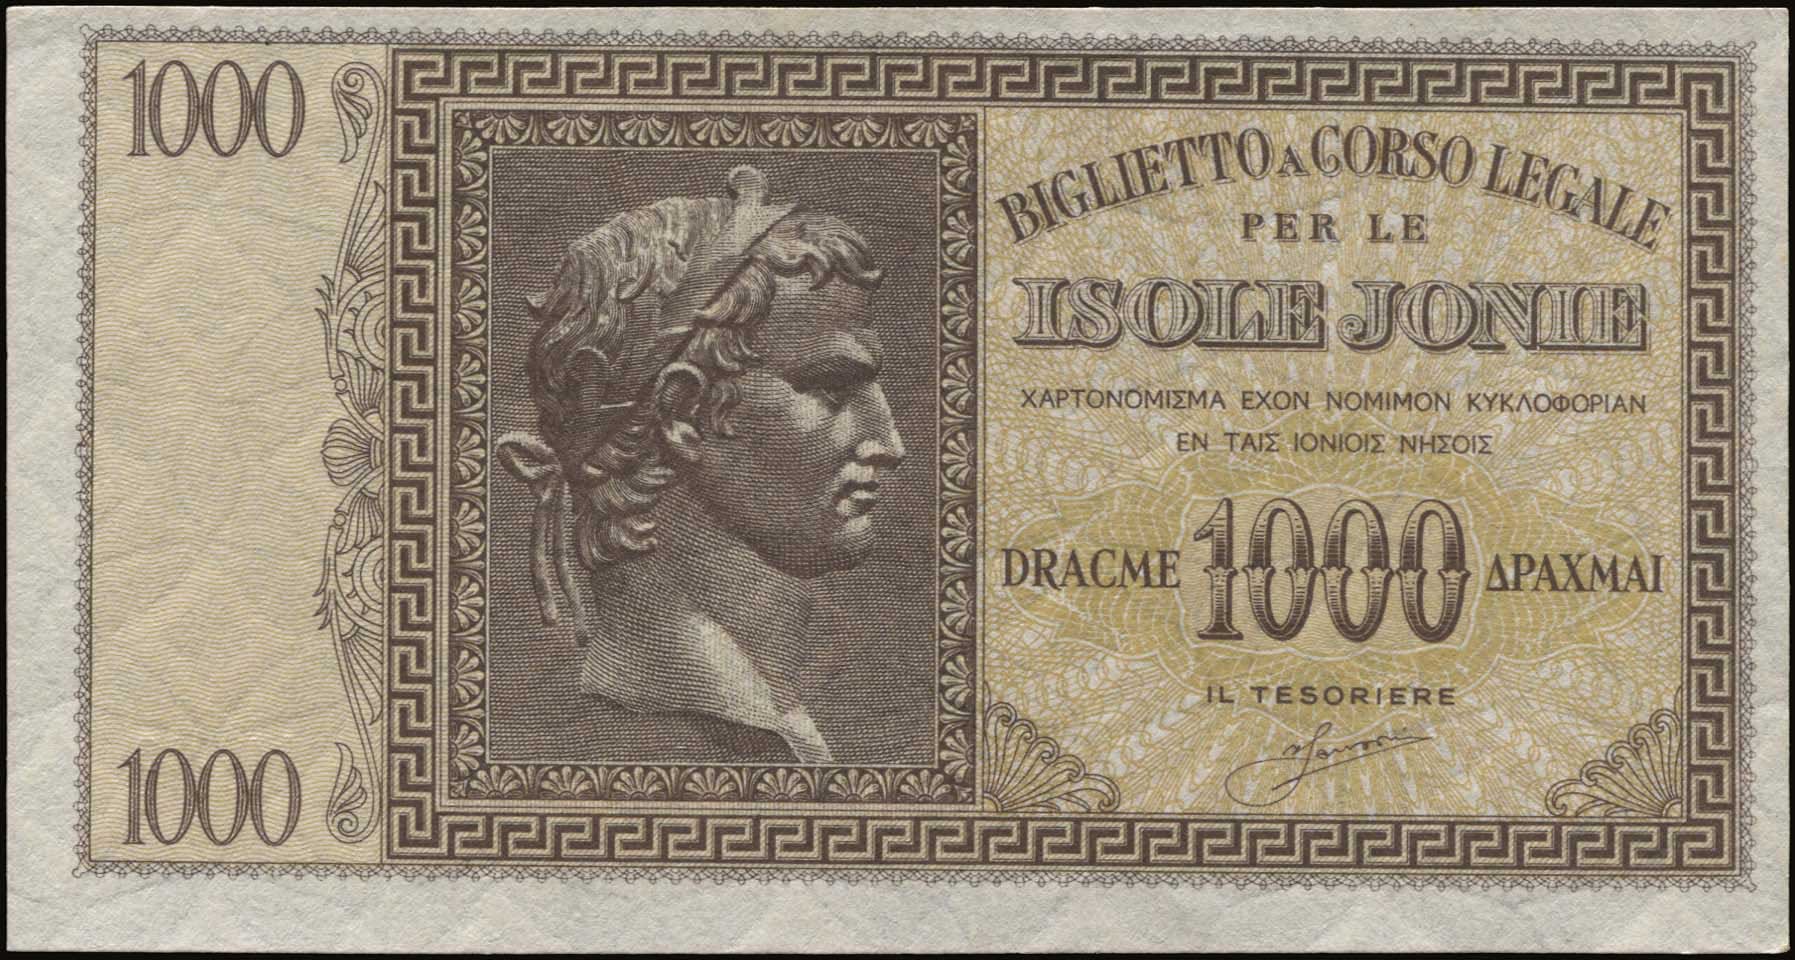 1000
BIGLIETTO A CORSO LEGALE
PER LE
ISOLE JONIE
ΧΑΡΤΟΝΟΜΙΣΜΑ ΕΧΟΝ ΝΟΜΙΜΟΝ ΚΥΚΛΟΦΟΡΙΑΝ
ΕΝ ΤΑΙΣ ΙΟΝΙΟΙΣ ΝΗΣΟΙΣ
DRACME 1000 ΔΡΑΧΜΑΙ
IL TESORIERE
1000